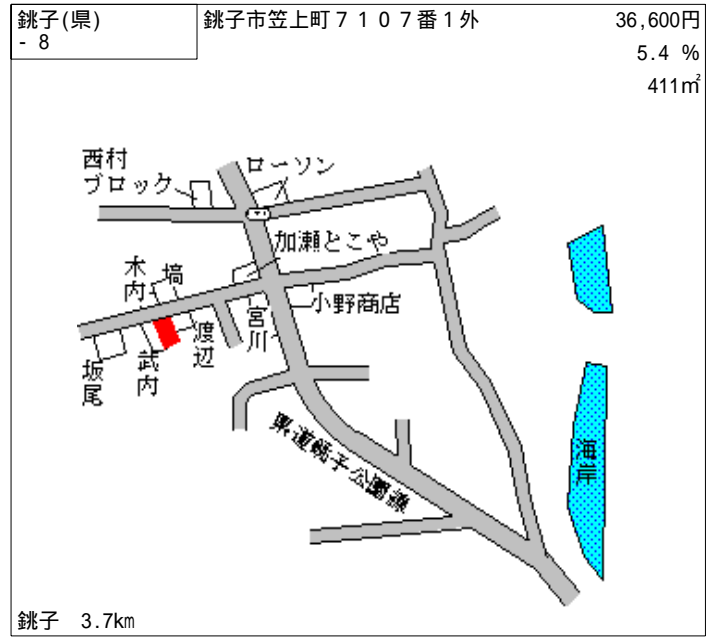 銚子(県)
- 8
銚子市笠上町７１０７番１外
36,600円
5.4 %
411㎡
西村
ブロック
ローソン
加瀬とこや
木内
塙
小野商店
宮川
渡辺
武内
坂尾
県道銚子公園線
海岸
銚子 3.7km